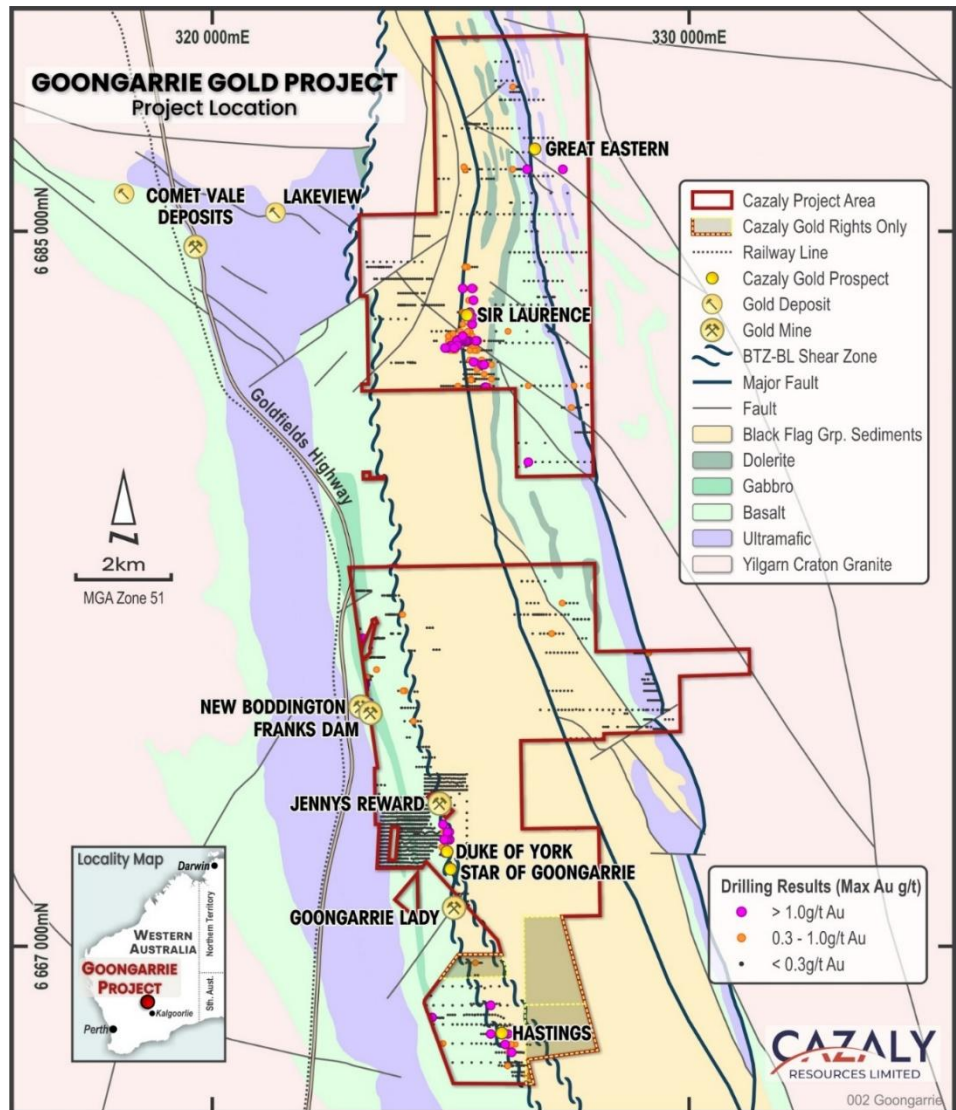 320 000mE
330 000mE
GOONGARRIE GOLD PROJECT
Project Location
GREAT EASTERN
COMET VALE
DEPOSITS
LAKEVIEW
6 685 000mN
SIR LAURENCE
Goldfields Highway
Cazaly Project Area
Cazaly Gold Rights Only
Railway Line
Cazaly Gold Prospect
Gold Deposit
Gold Mine
BTZ-BL Shear Zone
Major Fault
Fault
Black Flag Grp. Sediments
Dolerite
Gabbro
Basalt
Ultramafic
Yilgarn Craton Granite
N
2km
MGA Zone 51
NEW BODDINGTON
FRANKS DAM
JENNYS REWARD
DUKE OF YORK
STAR OF GOONGARRIE
GOONGARRIE LADY
6 667 000mN
HASTINGS
Locality Map
Darwin
WESTERN
AUSTRALIA
Northern Territory
Sth. Aust.
GOONGARRIE
PROJECT
Kalgoorlie
Perth
Drilling Results (Max Au g/t)
> 1.0g/t Au
0.3 - 1.0g/t Au
< 0.3g/t Au
CAZALY
RESOURCES LIMITED
002 Goongarrie